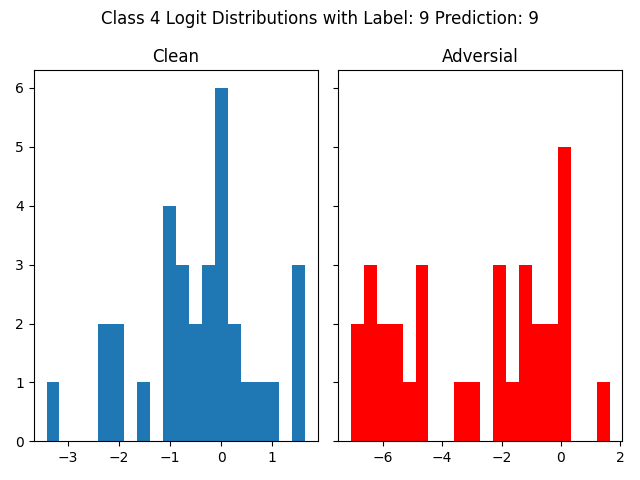 Class 4 Logit Distributions with Label: 9 Prediction: 9
Clean
Adversial
6
5
4
3
2
1
0
−3 −2 −1 0 1
−6 −4 −2 0 2